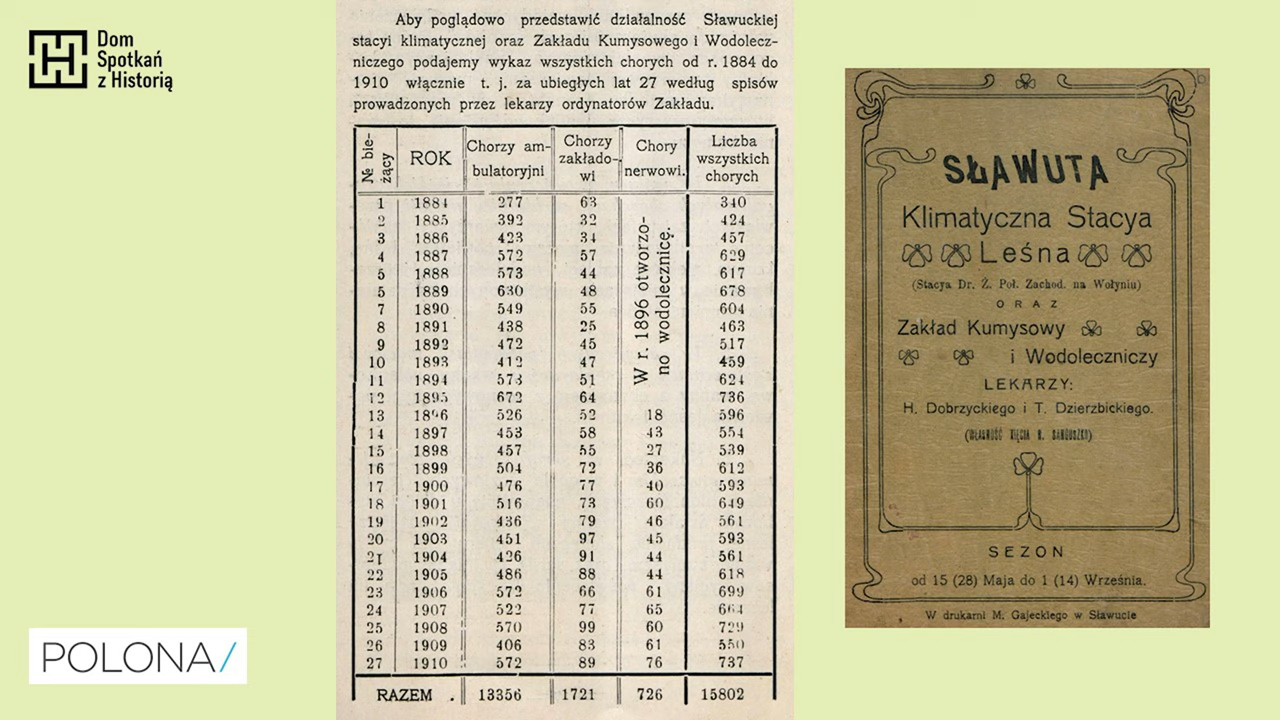 Dom
Spotkań
z Historią
Aby poglądowo przedstawić działalność Sławuckiej
stacyi klimatycznej oraz Zakładu Kumysowego i Wodolecz-
niczego podajemy wykaz wszystkich chorych od r. 1884 do
1910 włącznie t. j. za ubiegłych lat 27 według spisów
prowadzonych przez lekarzy ordynatorów Zakładu.
№ bie-
żący
ROK
Chorzy am-
bulatoryjni
Chorzy
zakłado-
wi
Chory
nerwowi.
Liczba
wszystkich
chorych
1 1884 277 63 340
2 1885 392 32 424
3 1886 423 34 457
4 1887 572 57 629
5 1888 573 44 617
5 1889 630 48 678
7 1890 549 55 604
8 1891 438 25 463
9 1892 472 45 517
10 1893 412 47 459
11 1894 573 51 624
12 1895 672 64 736
W r. 1896 otworzo-
no wodolecznicę.
13 1896 526 52 18 596
14 1897 453 58 43 554
15 1898 457 55 27 539
16 1899 504 72 36 612
17 1900 476 77 40 593
18 1901 516 73 60 649
19 1902 436 79 46 561
20 1903 451 97 45 593
21 1904 426 91 44 561
22 1905 486 88 44 618
23 1906 572 66 61 699
24 1907 522 77 65 664
25 1908 570 99 60 729
26 1909 406 83 61 550
27 1910 572 89 76 737
RAZEM . 13356 1721 726 15802
SŁAWUTA
Klimatyczna Stacya
Leśna
(Stacya Dr. Ż. Poł. Zachod. na Wołyniu)
ORAZ
Zakład Kumysowy
i Wodoleczniczy
LEKARZY:
H. Dobrzyckiego i T. Dzierzbickiego.
(WŁASNOŚĆ XIĘCIA R. SANGUSZKO)
SEZON
od 15 (28) Maja do 1 (14) Września.
W drukarni M. Gajeckiego w Sławucie
POLONA/